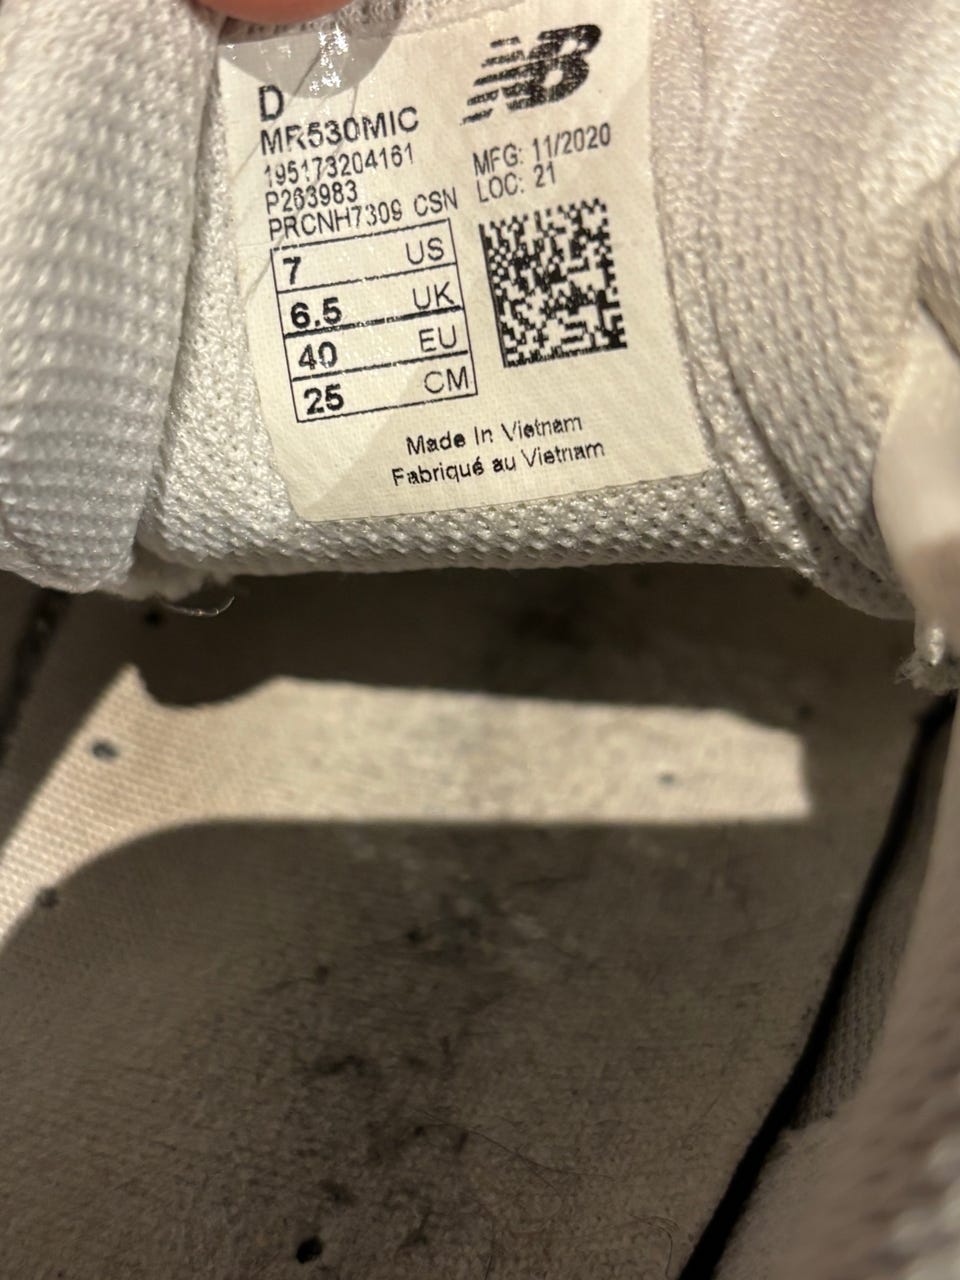 NB
D
MR530MIC
195173204161
P263983
PRCNH7309 CSN
MFG: 11/2020
LOC: 21
7 US
6.5 UK
40 EU
25 CM
Made In Vietnam
Fabriqué au Vietnam